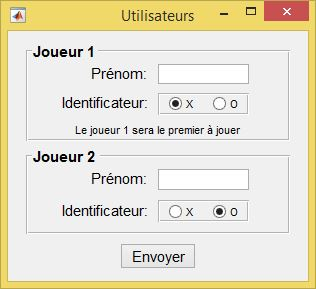 Utilisateurs
Joueur 1
Prénom:
Identificateur: X O
Le joueur 1 sera le premier à jouer
Joueur 2
Prénom:
Identificateur: X O
Envoyer